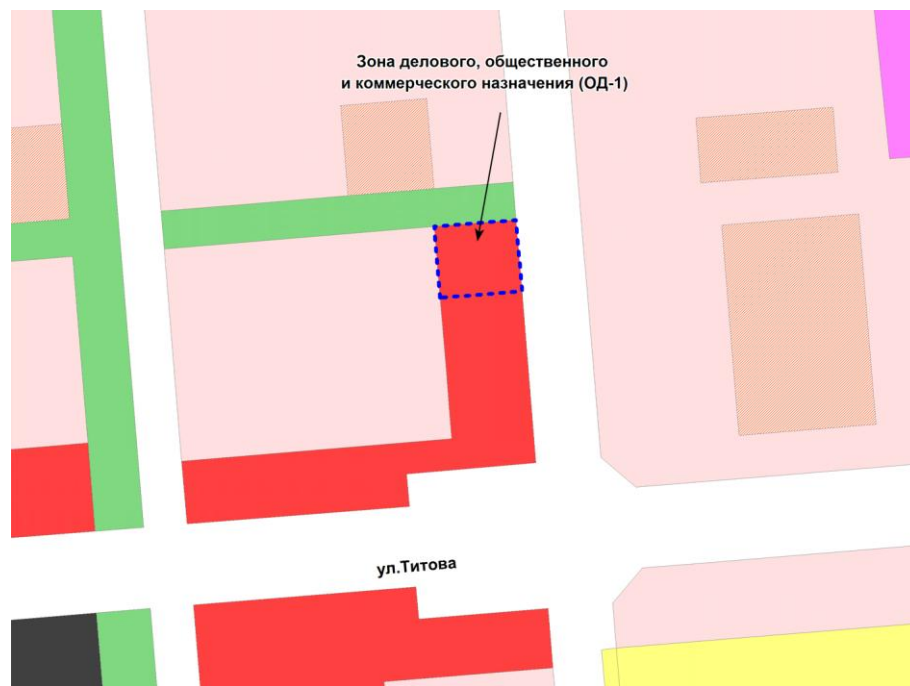 Зона делового, общественного
и коммерческого назначения (ОД-1)
ул.Титова